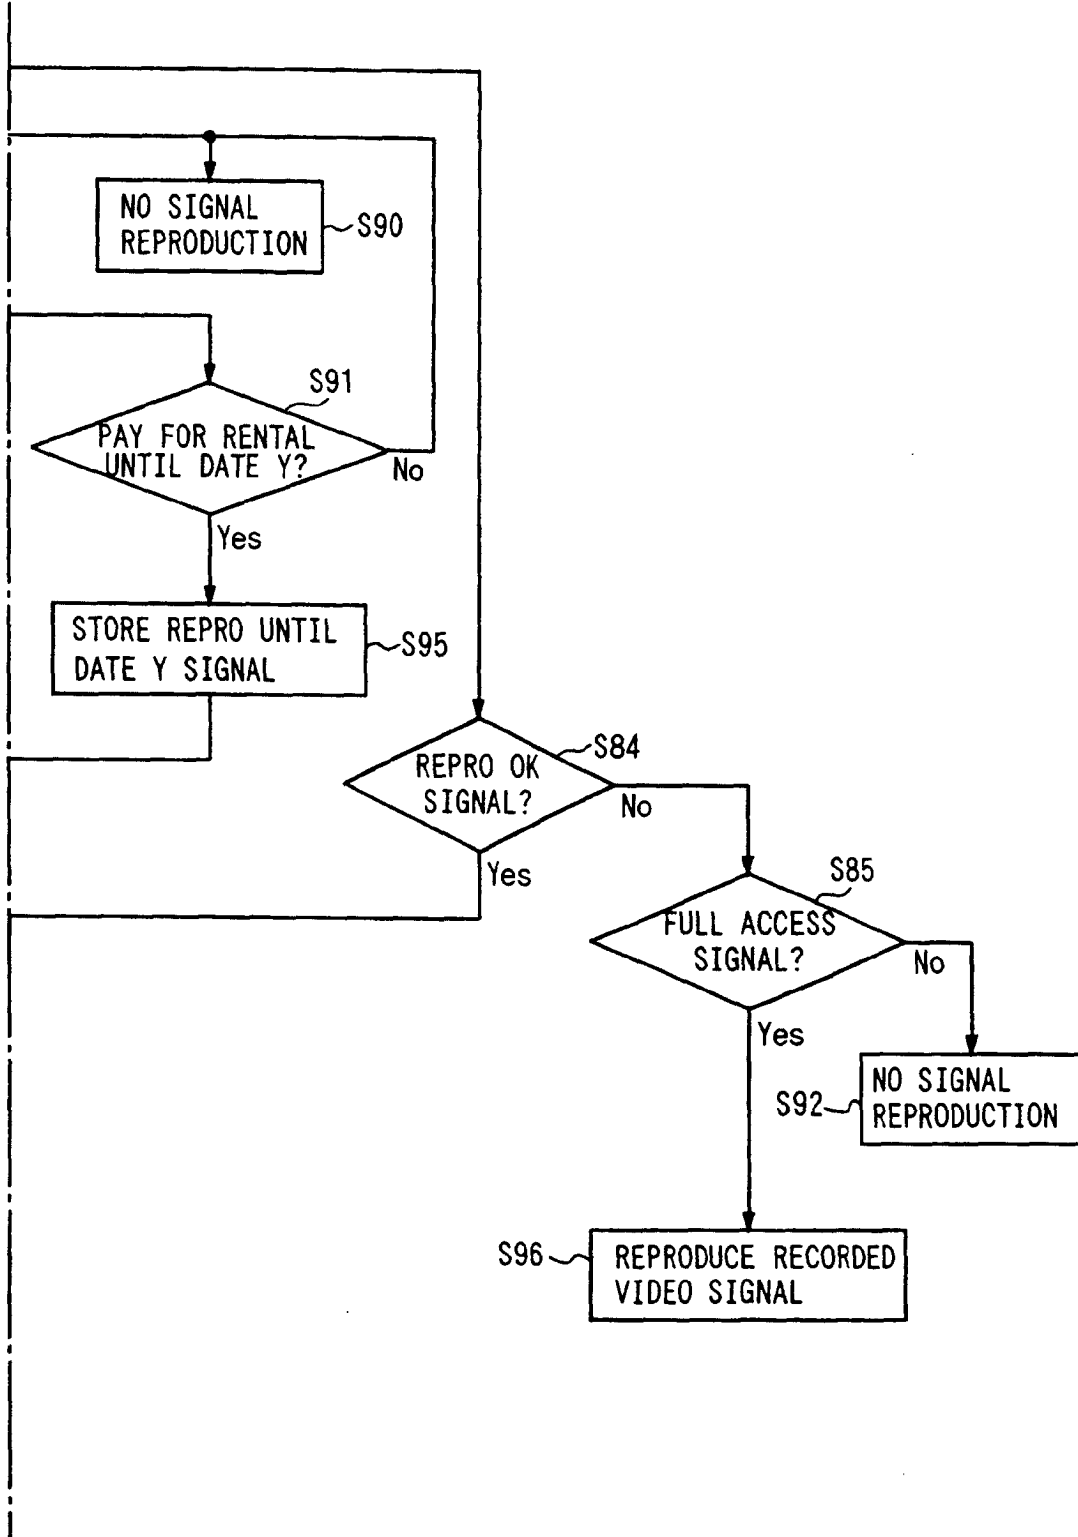 NO SIGNAL
REPRODUCTION
S90
S91
PAY FOR RENTAL
UNTIL DATE Y?
No
Yes
STORE REPRO UNTIL
DATE Y SIGNAL
S95
S84
REPRO OK
SIGNAL?
No
Yes
S85
FULL ACCESS
SIGNAL?
No
Yes
S92
NO SIGNAL
REPRODUCTION
S96
REPRODUCE RECORDED
VIDEO SIGNAL